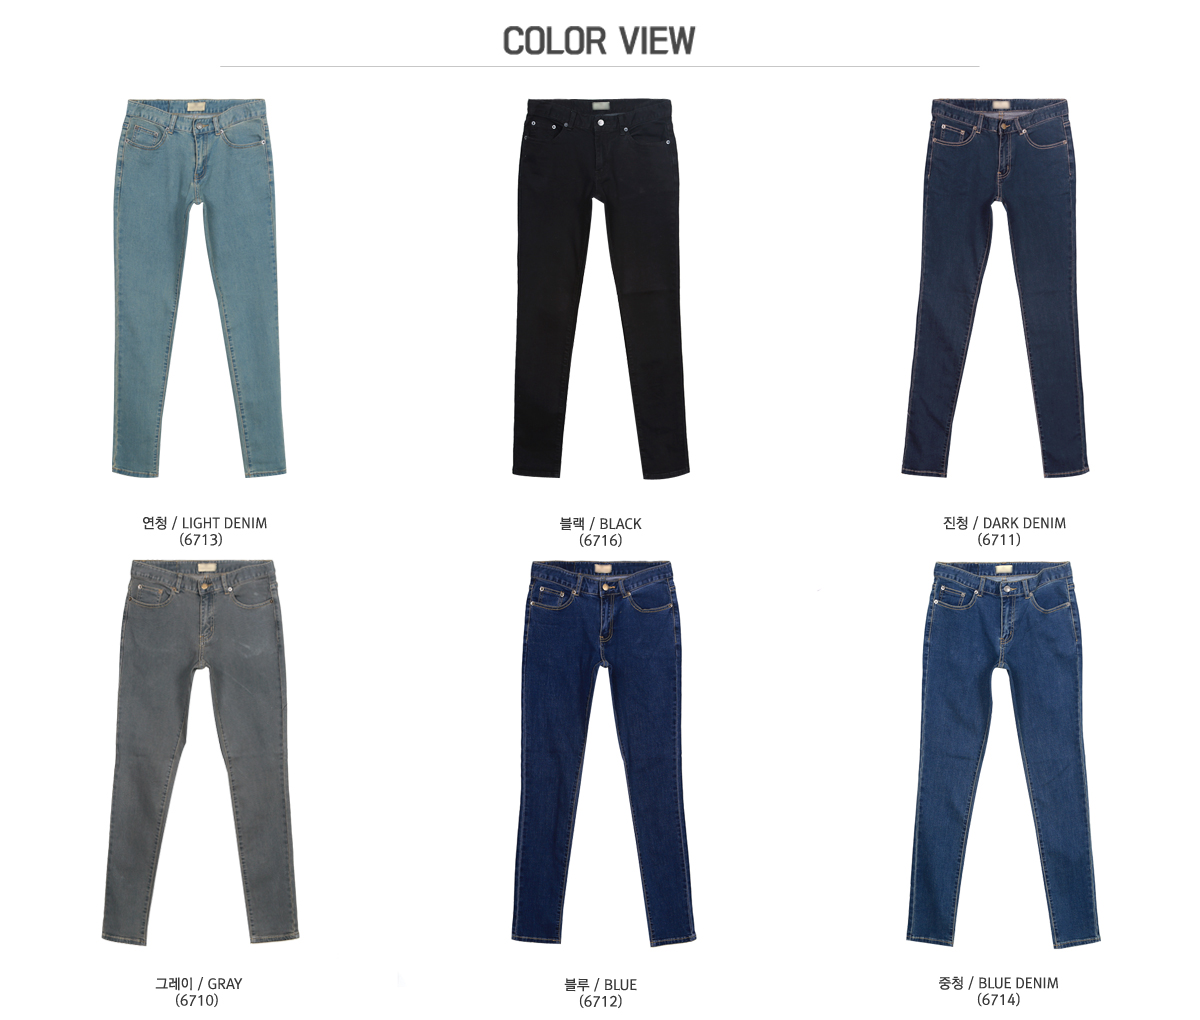 COLOR VIEW
연청 / LIGHT DENIM
(6713)
블랙 / BLACK
(6716)
진청 / DARK DENIM
(6711)
그레이 / GRAY
(6710)
블루 / BLUE
(6712)
중청 / BLUE DENIM
(6714)